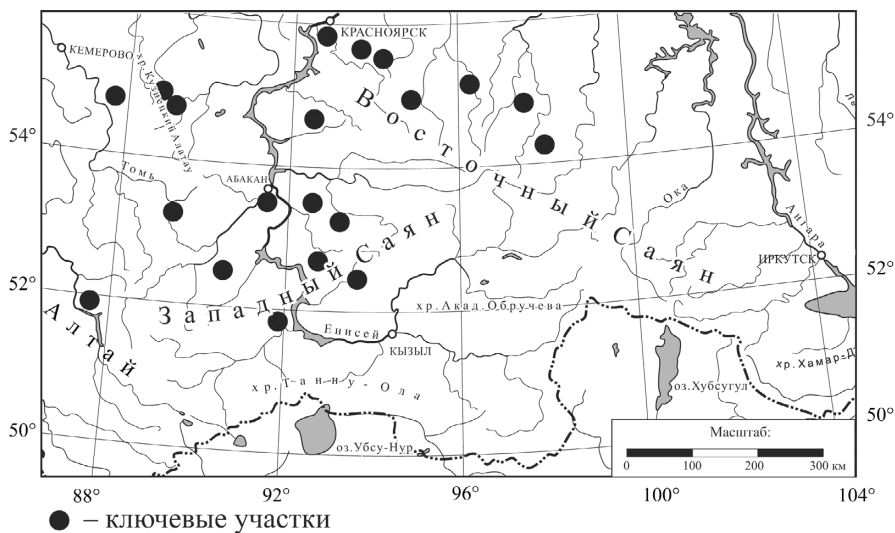 КЕМЕРОВО
хр. Кузнецкий Алатау
КРАСНОЯРСК
54°
54°
Восточный Саян
Томь
АБАКАН
Ока
Ангара
ИРКУТСК
52°
52°
Западный Саян
Алтай
хр. Акад. Обручева
Енисей
КЫЗЫЛ
хр. Хамар-Д
хр. Танну-Ола
оз. Хубсугул
50°
50°
оз. Убсу-Нур
Масштаб:
0 100 200 300 км
88° 92° 96° 100° 104°
– ключевые участки